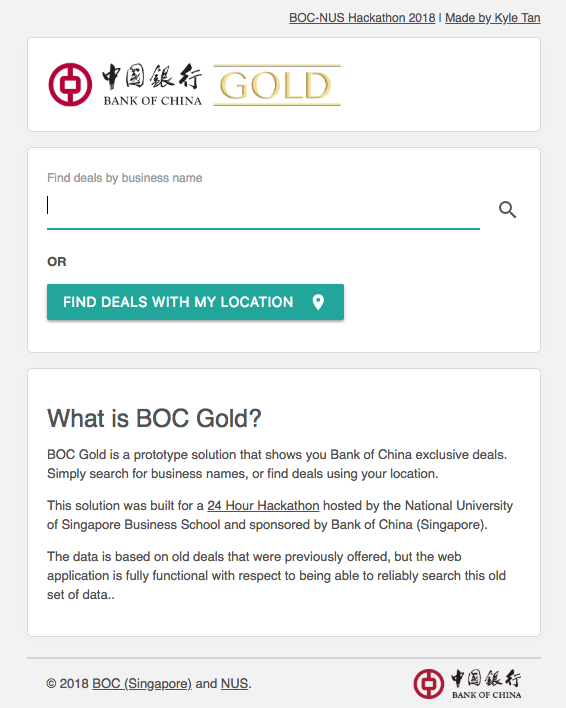 BOC-NUS Hackathon 2018 | Made by Kyle Tan
中國銀行 GOLD
BANK OF CHINA
Find deals by business name
OR
FIND DEALS WITH MY LOCATION
What is BOC Gold?
BOC Gold is a prototype solution that shows you Bank of China exclusive deals.
Simply search for business names, or find deals using your location.
This solution was built for a 24 Hour Hackathon hosted by the National University
of Singapore Business School and sponsored by Bank of China (Singapore).
The data is based on old deals that were previously offered, but the web
application is fully functional with respect to being able to reliably search this old
set of data..
© 2018 BOC (Singapore) and NUS.
中國銀行
BANK OF CHINA